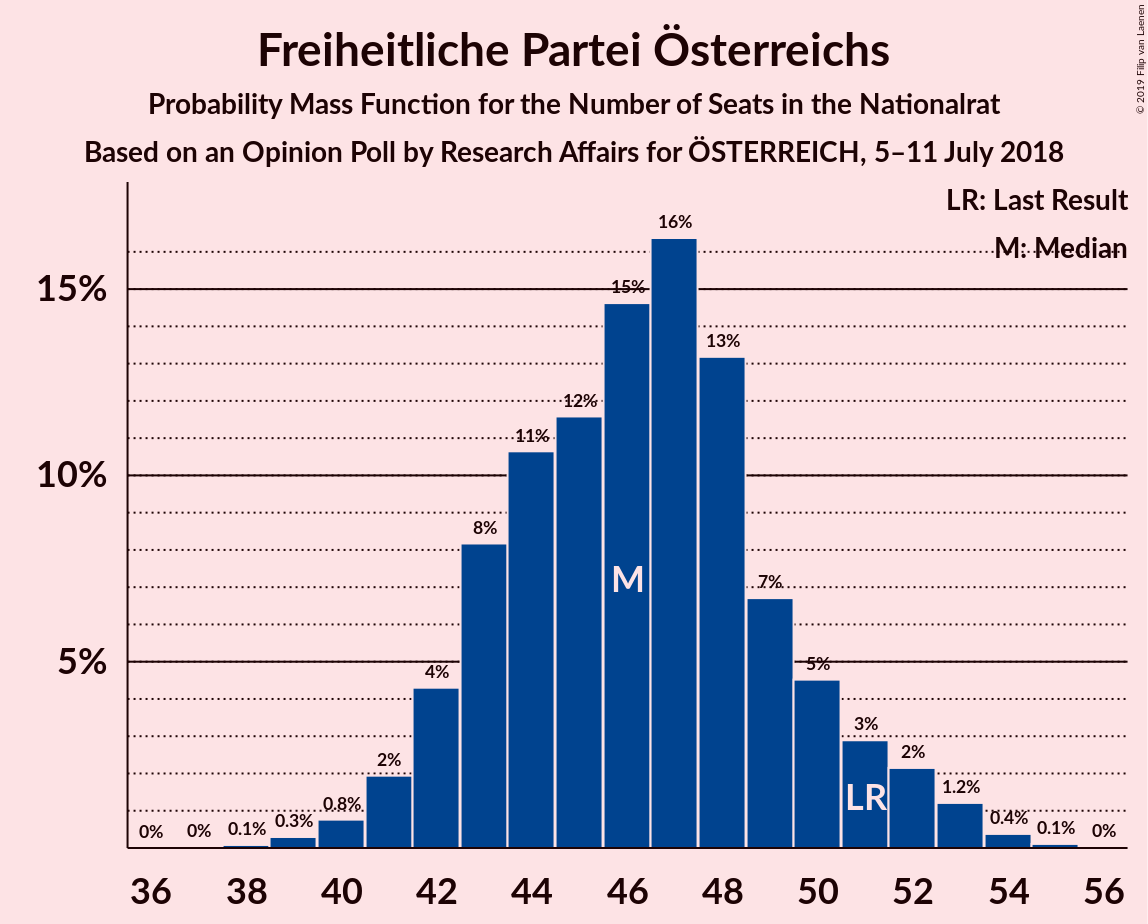 Freiheitliche Partei Österreichs
Probability Mass Function for the Number of Seats in the Nationalrat
Based on an Opinion Poll by Research Affairs for ÖSTERREICH, 5–11 July 2018
© 2019 Filip van Laenen
LR: Last Result
M: Median
15%
10%
5%
0%
0%
0.1%
0.3%
0.8%
2%
4%
8%
11%
12%
15%
16%
13%
7%
5%
3%
2%
1.2%
0.4%
0.1%
0%
M
LR
36 38 40 42 44 46 48 50 52 54 56